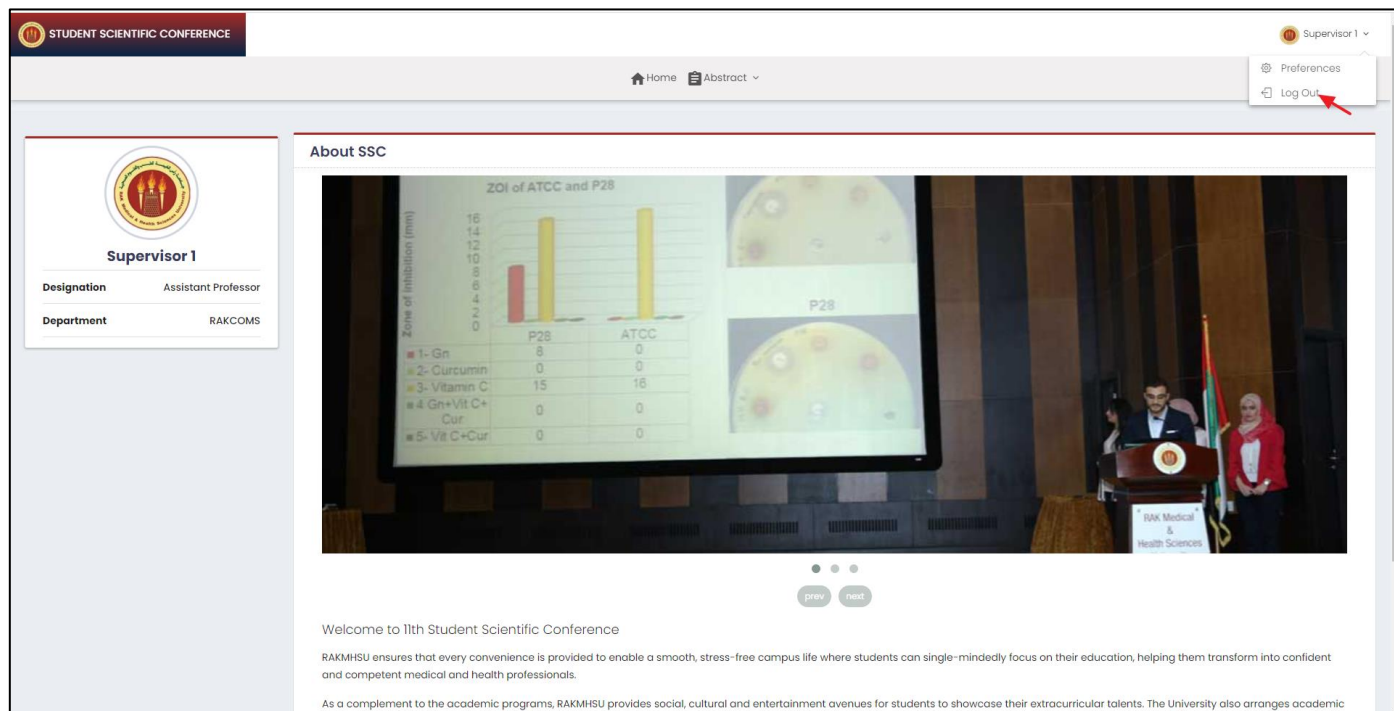 STUDENT SCIENTIFIC CONFERENCE
Supervisor 1
Home Abstract
Preferences
Log Out
Supervisor 1
Designation Assistant Professor
Department RAKCOMS
About SSC
ZOI of ATCC and P28
Zone of inhibition (mm)
16
14
12
10
8
6
4
2
0
P28 ATCC
1- Gn 8 0
2- Curcumin 0 0
3- Vitamin C 15 16
4 Gn+Vit C+ Cur 0 0
5- Vit C+Cur 0 0
P28
RAK Medical
&
Health Sciences
prev next
Welcome to 11th Student Scientific Conference
RAKMHSU ensures that every convenience is provided to enable a smooth, stress-free campus life where students can single-mindedly focus on their education, helping them transform into confident
and competent medical and health professionals.
As a complement to the academic programs, RAKMHSU provides social, cultural and entertainment avenues for students to showcase their extracurricular talents. The University also arranges academic